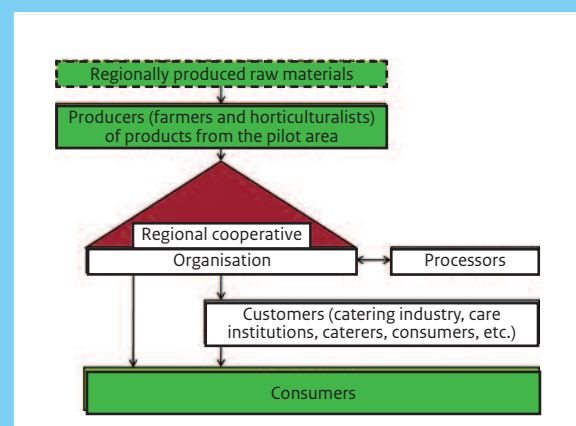 Regionally produced raw materials
Producers (farmers and horticulturalists)
of products from the pilot area
Regional cooperative
Organisation
Processors
Customers (catering industry, care
institutions, caterers, consumers, etc.)
Consumers